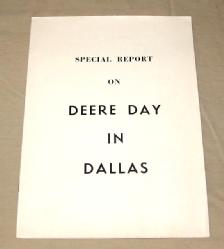 SPECIAL REPORT
ON
DEERE DAY
IN
DALLAS